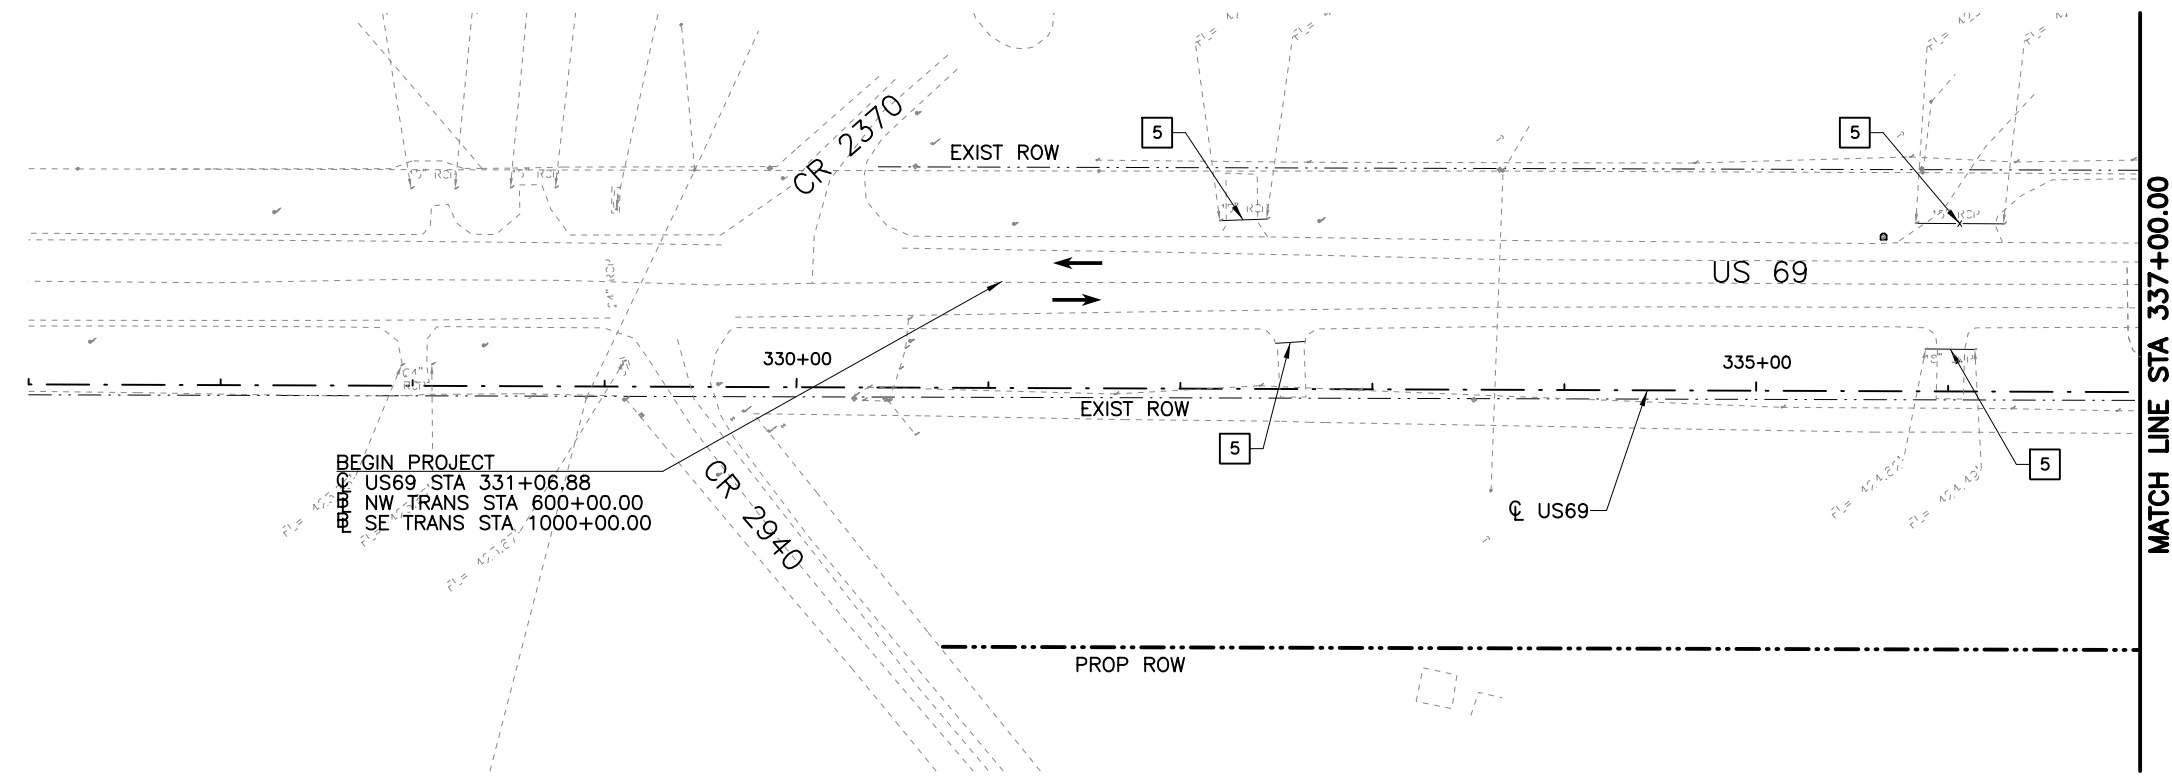 CR 2370
EXIST ROW
5
5
US 69
330+00
335+00
EXIST ROW
5
5
BEGIN PROJECT
℄ US69 STA 331+06.88
NW TRANS STA 600+00.00
SE TRANS STA 1000+00.00
CR 2940
℄ US69
PROP ROW
MATCH LINE STA 337+00.00